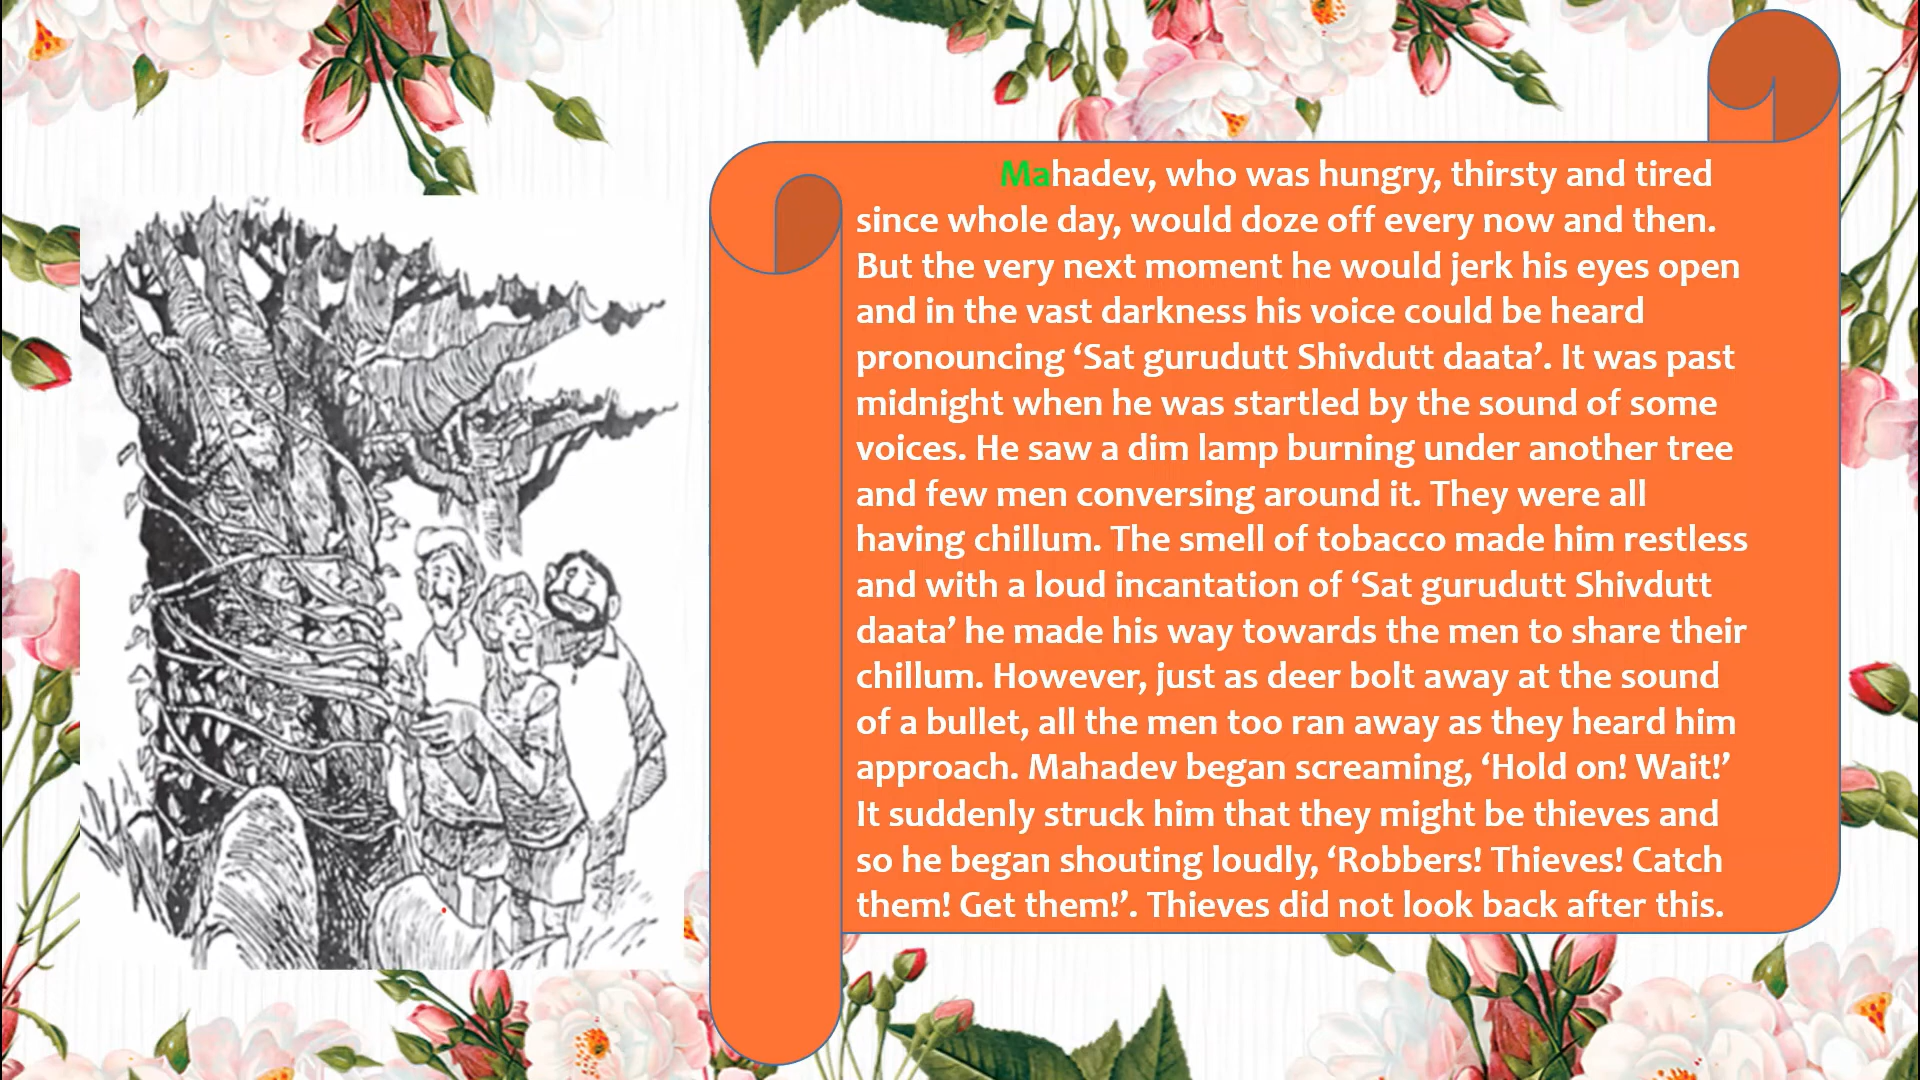 Mahadev, who was hungry, thirsty and tired
since whole day, would doze off every now and then.
But the very next moment he would jerk his eyes open
and in the vast darkness his voice could be heard
pronouncing ‘Sat gurudutt Shivdutt daata’. It was past
midnight when he was startled by the sound of some
voices. He saw a dim lamp burning under another tree
and few men conversing around it. They were all
having chillum. The smell of tobacco made him restless
and with a loud incantation of ‘Sat gurudutt Shivdutt
daata’ he made his way towards the men to share their
chillum. However, just as deer bolt away at the sound
of a bullet, all the men too ran away as they heard him
approach. Mahadev began screaming, ‘Hold on! Wait!’
It suddenly struck him that they might be thieves and
so he began shouting loudly, ‘Robbers! Thieves! Catch
them! Get them!’. Thieves did not look back after this.